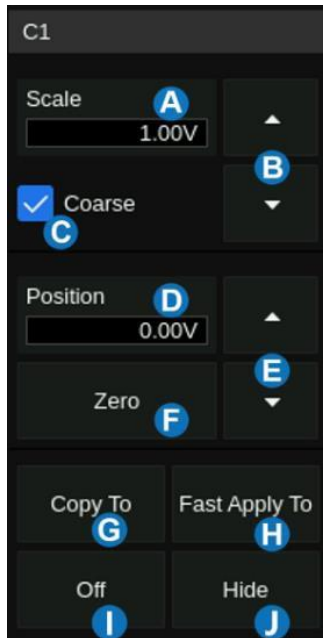 C1
Scale
A
1.00V
B
Coarse
C
Position
D
0.00V
E
Zero
F
Copy To
G
Fast Apply To
H
Off
I
Hide
J